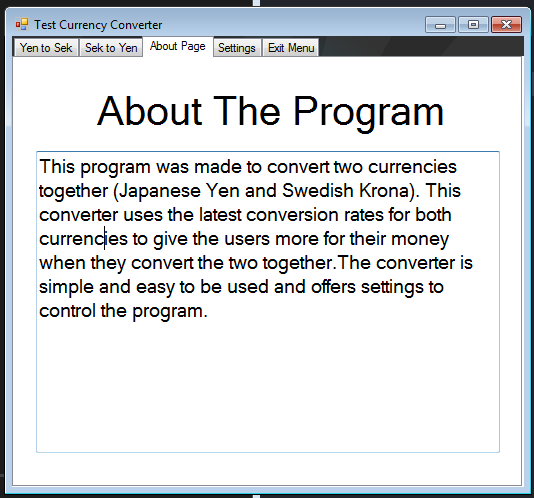 Test Currency Converter
Yen to Sek Sek to Yen About Page Settings Exit Menu
About The Program
This program was made to convert two currencies
together (Japanese Yen and Swedish Krona). This
converter uses the latest conversion rates for both
currencies to give the users more for their money
when they convert the two together.The converter is
simple and easy to be used and offers settings to
control the program.